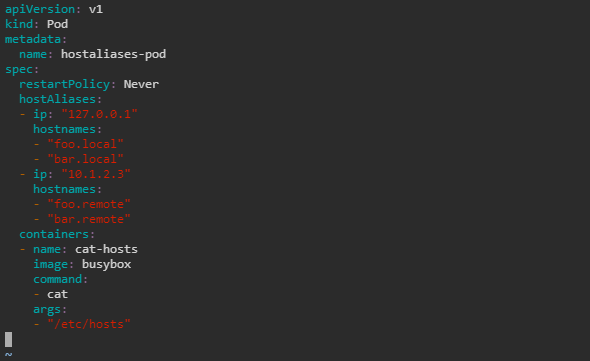 apiVersion: v1
kind: Pod
metadata:
  name: hostaliases-pod
spec:
  restartPolicy: Never
  hostAliases:
  - ip: "127.0.0.1"
    hostnames:
    - "foo.local"
    - "bar.local"
  - ip: "10.1.2.3"
    hostnames:
    - "foo.remote"
    - "bar.remote"
  containers:
  - name: cat-hosts
    image: busybox
    command:
    - cat
    args:
    - "/etc/hosts"
~